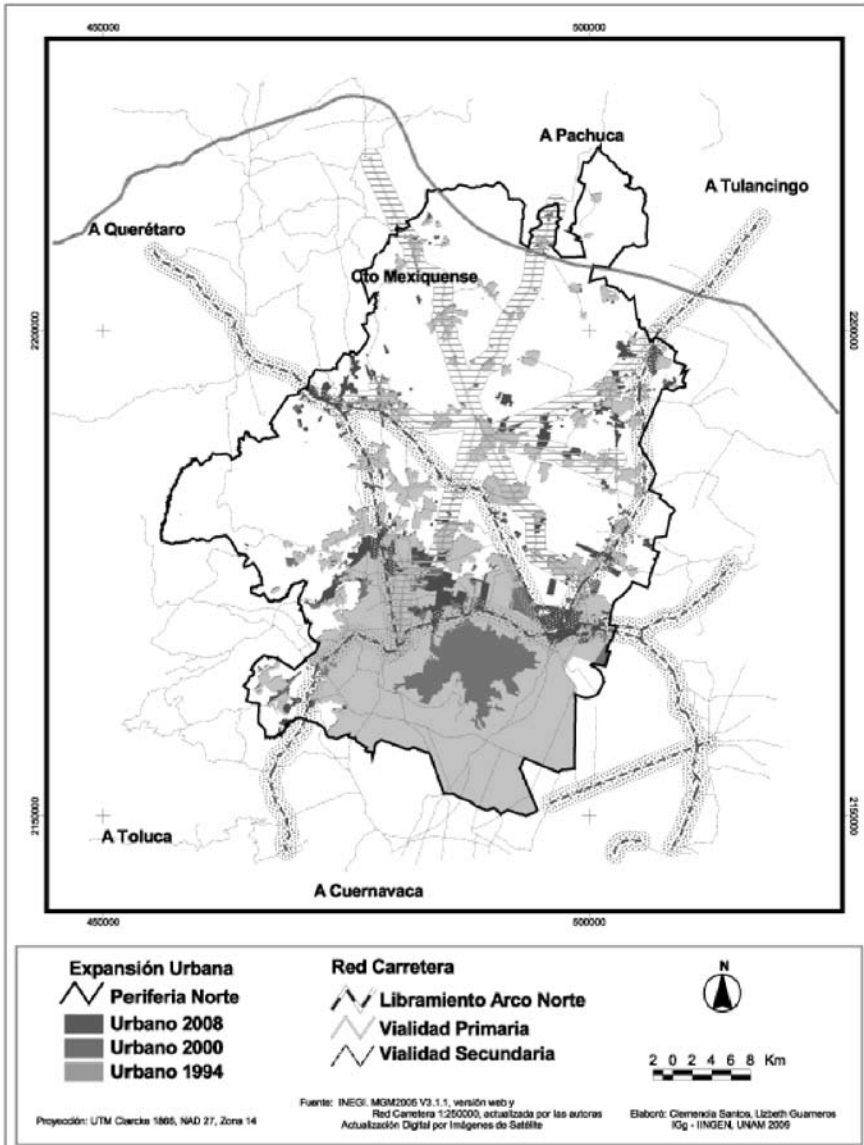 450000
500000
A Pachuca
A Tulancingo
A Querétaro
Cto Mexiquense
2200000
2200000
2150000
2150000
A Toluca
A Cuernavaca
450000
500000
Expansión Urbana
Periferia Norte
Urbano 2008
Urbano 2000
Urbano 1994
Red Carretera
Libramiento Arco Norte
Vialidad Primaria
Vialidad Secundaria
N
2 0 2 4 6 8 Km
Proyección: UTM Clarcke 1866, NAD 27, Zona 14
Fuente: INEGI. MGM2005 V3.1.1, versión web y
Red Carretera 1:250000, actualizada por las autoras
Actualización Digital por Imágenes de Satélite
Elaboró: Clemencia Santos, Lizbeth Guarneros
IGg - IINGEN, UNAM 2009